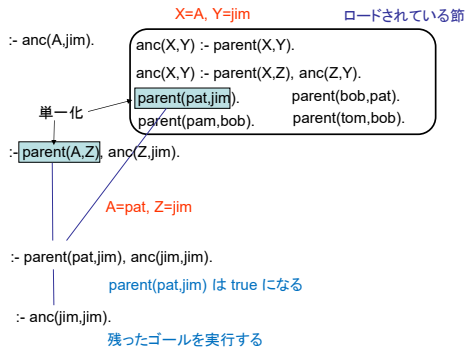 X=A, Y=jim
ロードされている節
:- anc(A,jim).
anc(X,Y) :- parent(X,Y).
anc(X,Y) :- parent(X,Z), anc(Z,Y).
parent(pat,jim). parent(bob,pat).
parent(pam,bob). parent(tom,bob).
単一化
:- parent(A,Z), anc(Z,jim).
A=pat, Z=jim
:- parent(pat,jim), anc(jim,jim).
parent(pat,jim) は true になる
:- anc(jim,jim).
残ったゴールを実行する